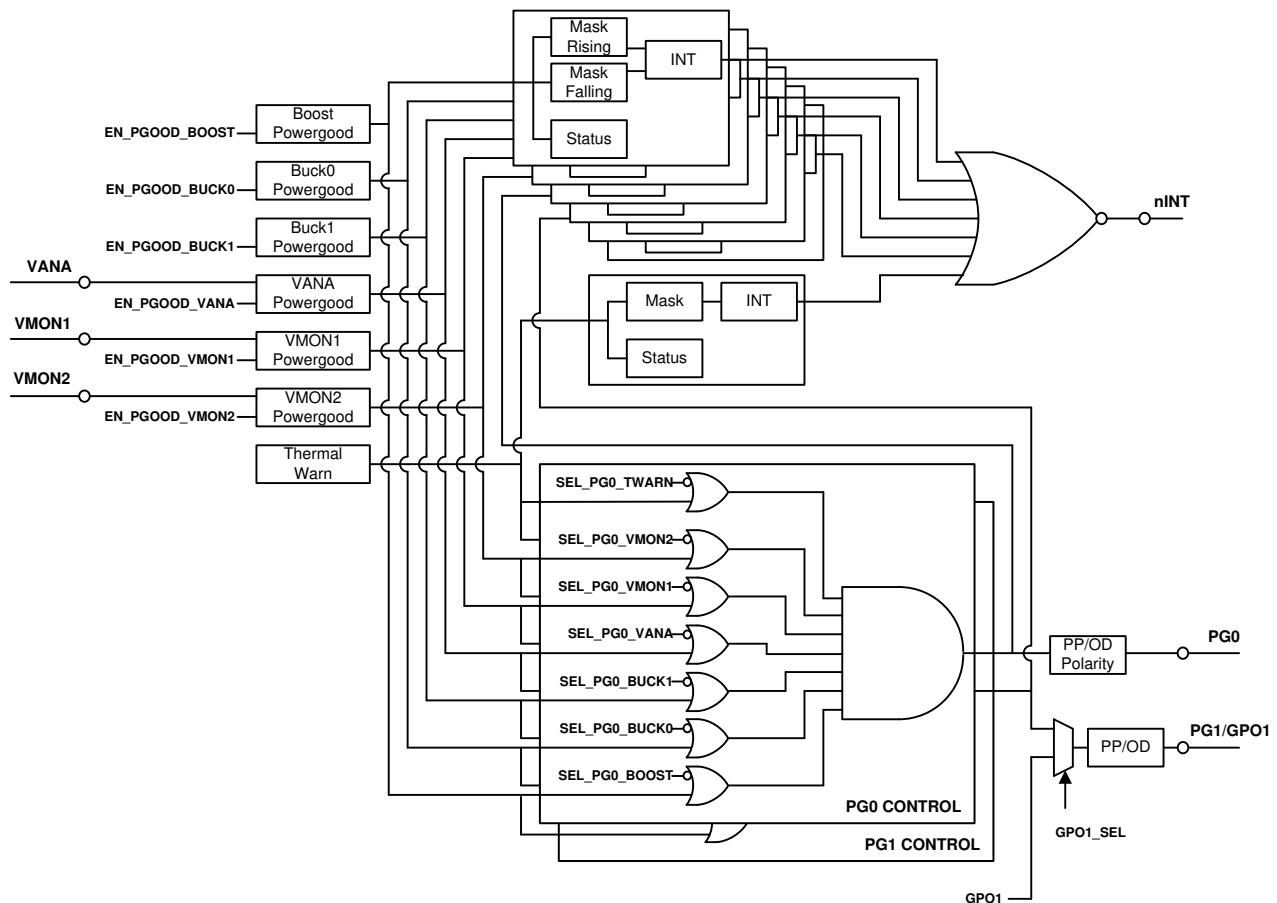 Mask
Rising
INT
Mask
Falling
Status
Boost
Powergood
EN_PGOOD_BOOST
Buck0
Powergood
EN_PGOOD_BUCK0
Buck1
Powergood
EN_PGOOD_BUCK1
VANA
VANA
Powergood
EN_PGOOD_VANA
VMON1
VMON1
Powergood
EN_PGOOD_VMON1
VMON2
VMON2
Powergood
EN_PGOOD_VMON2
Thermal
Warn
nINT
Mask
INT
Status
SEL_PG0_TWARN
SEL_PG0_VMON2
SEL_PG0_VMON1
SEL_PG0_VANA
SEL_PG0_BUCK1
SEL_PG0_BUCK0
SEL_PG0_BOOST
PG0 CONTROL
PG1 CONTROL
PP/OD
Polarity
PG0
PP/OD
PG1/GPO1
GPO1_SEL
GPO1